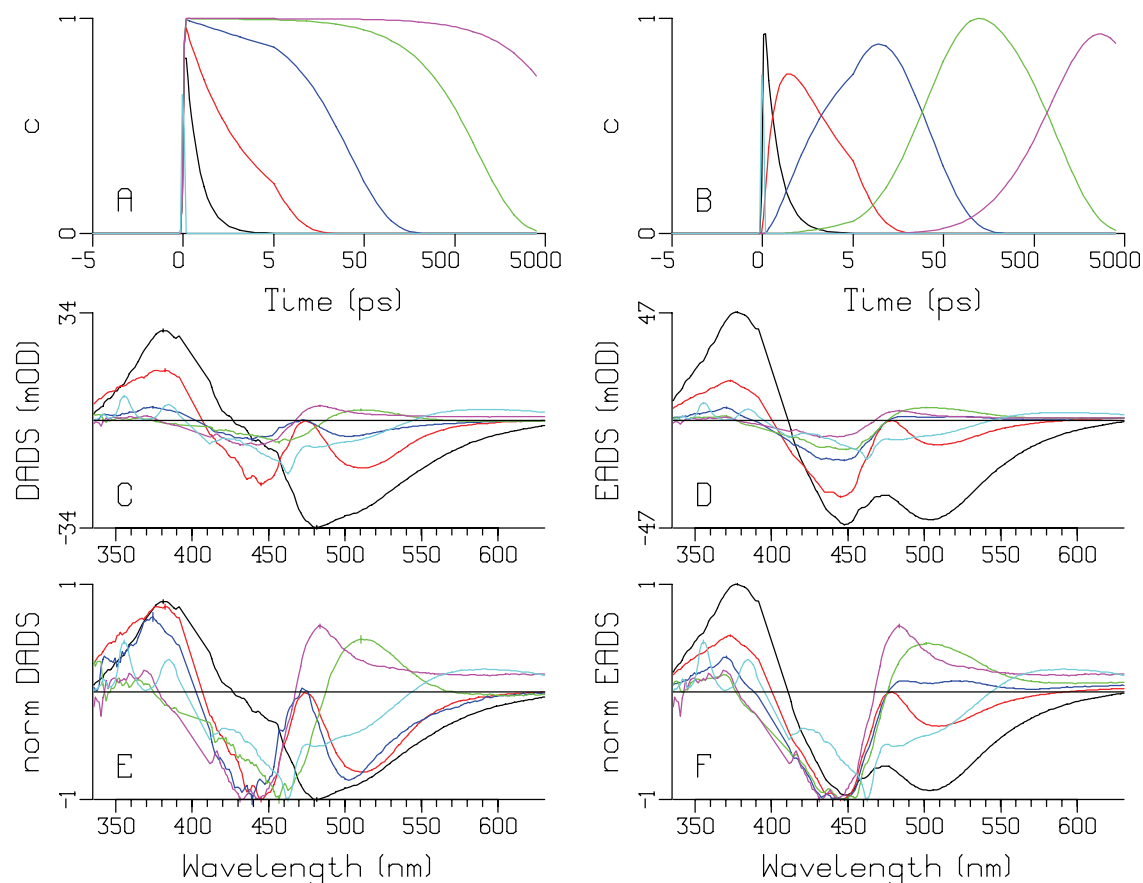 1
c
A
0
-5 0 5 50 500 5000
Time (ps)
1
c
B
0
-5 0 5 50 500 5000
Time (ps)
34
DADS (mOD)
C
-34
350 400 450 500 550 600
47
EADS (mOD)
D
-47
350 400 450 500 550 600
1
norm DADS
E
-1
350 400 450 500 550 600
Wavelength (nm)
1
norm EADS
F
-1
350 400 450 500 550 600
Wavelength (nm)